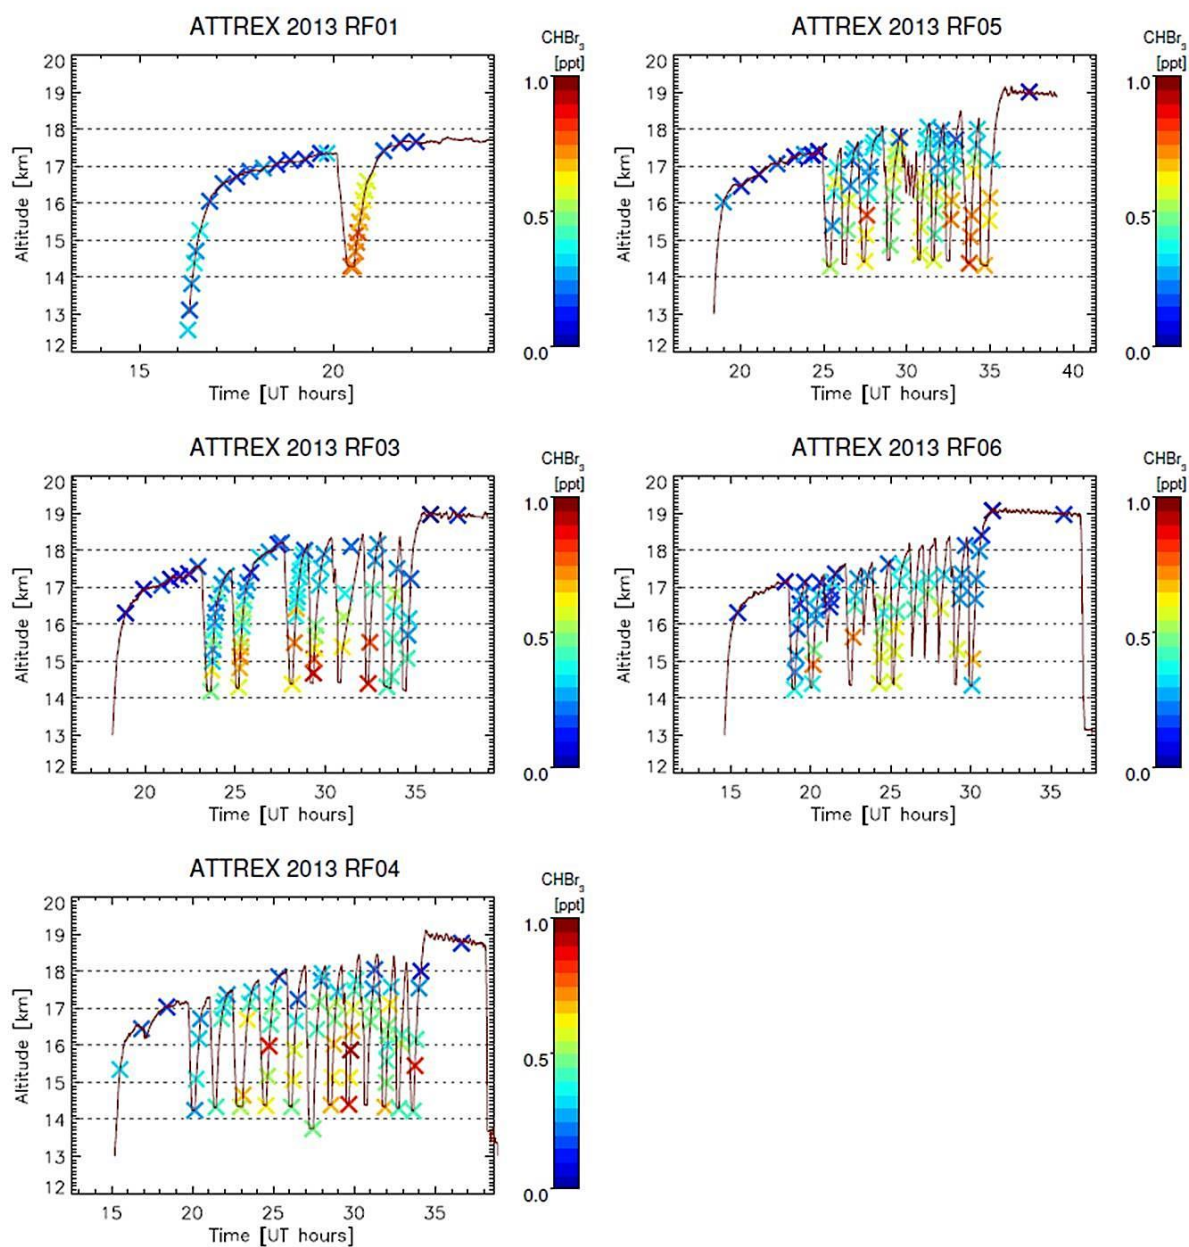 ATTREX 2013 RF01
CHBr₃
[ppt]
1.0
0.5
0.0
20
19
18
17
16
15
14
13
12
Altitude [km]
15 20
Time [UT hours]
ATTREX 2013 RF05
CHBr₃
[ppt]
1.0
0.5
0.0
20
19
18
17
16
15
14
13
12
Altitude [km]
20 25 30 35 40
Time [UT hours]
ATTREX 2013 RF03
CHBr₃
[ppt]
1.0
0.5
0.0
20
19
18
17
16
15
14
13
12
Altitude [km]
20 25 30 35
Time [UT hours]
ATTREX 2013 RF06
CHBr₃
[ppt]
1.0
0.5
0.0
20
19
18
17
16
15
14
13
12
Altitude [km]
15 20 25 30 35
Time [UT hours]
ATTREX 2013 RF04
CHBr₃
[ppt]
1.0
0.5
0.0
20
19
18
17
16
15
14
13
12
Altitude [km]
15 20 25 30 35
Time [UT hours]